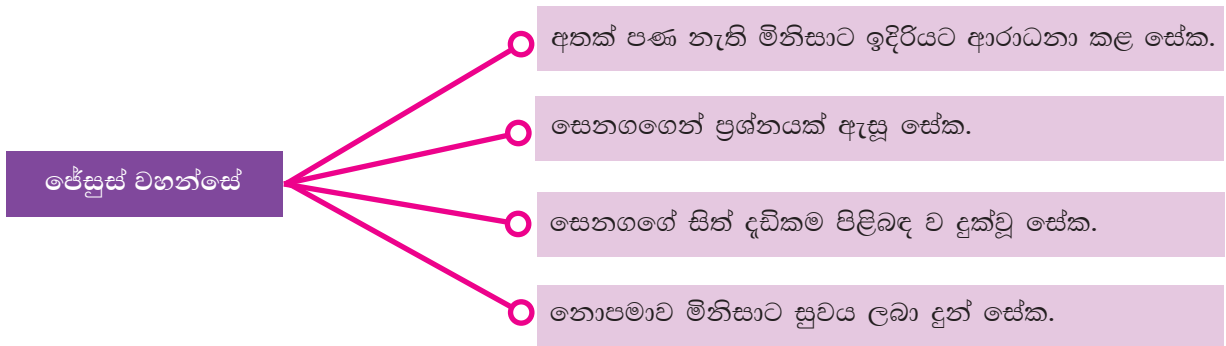 අතක් පණ නැති මිනිසාට ඉදිරියට ආරාධනා කළ සේක.
සෙනගගෙන් ප්‍රශ්නයක් ඇසූ සේක.
ජේසුස් වහන්සේ
සෙනගගේ සිත් දැඩිකම පිළිබඳ ව දුක්වූ සේක.
නොපමාව මිනිසාට සුවය ලබා දුන් සේක.